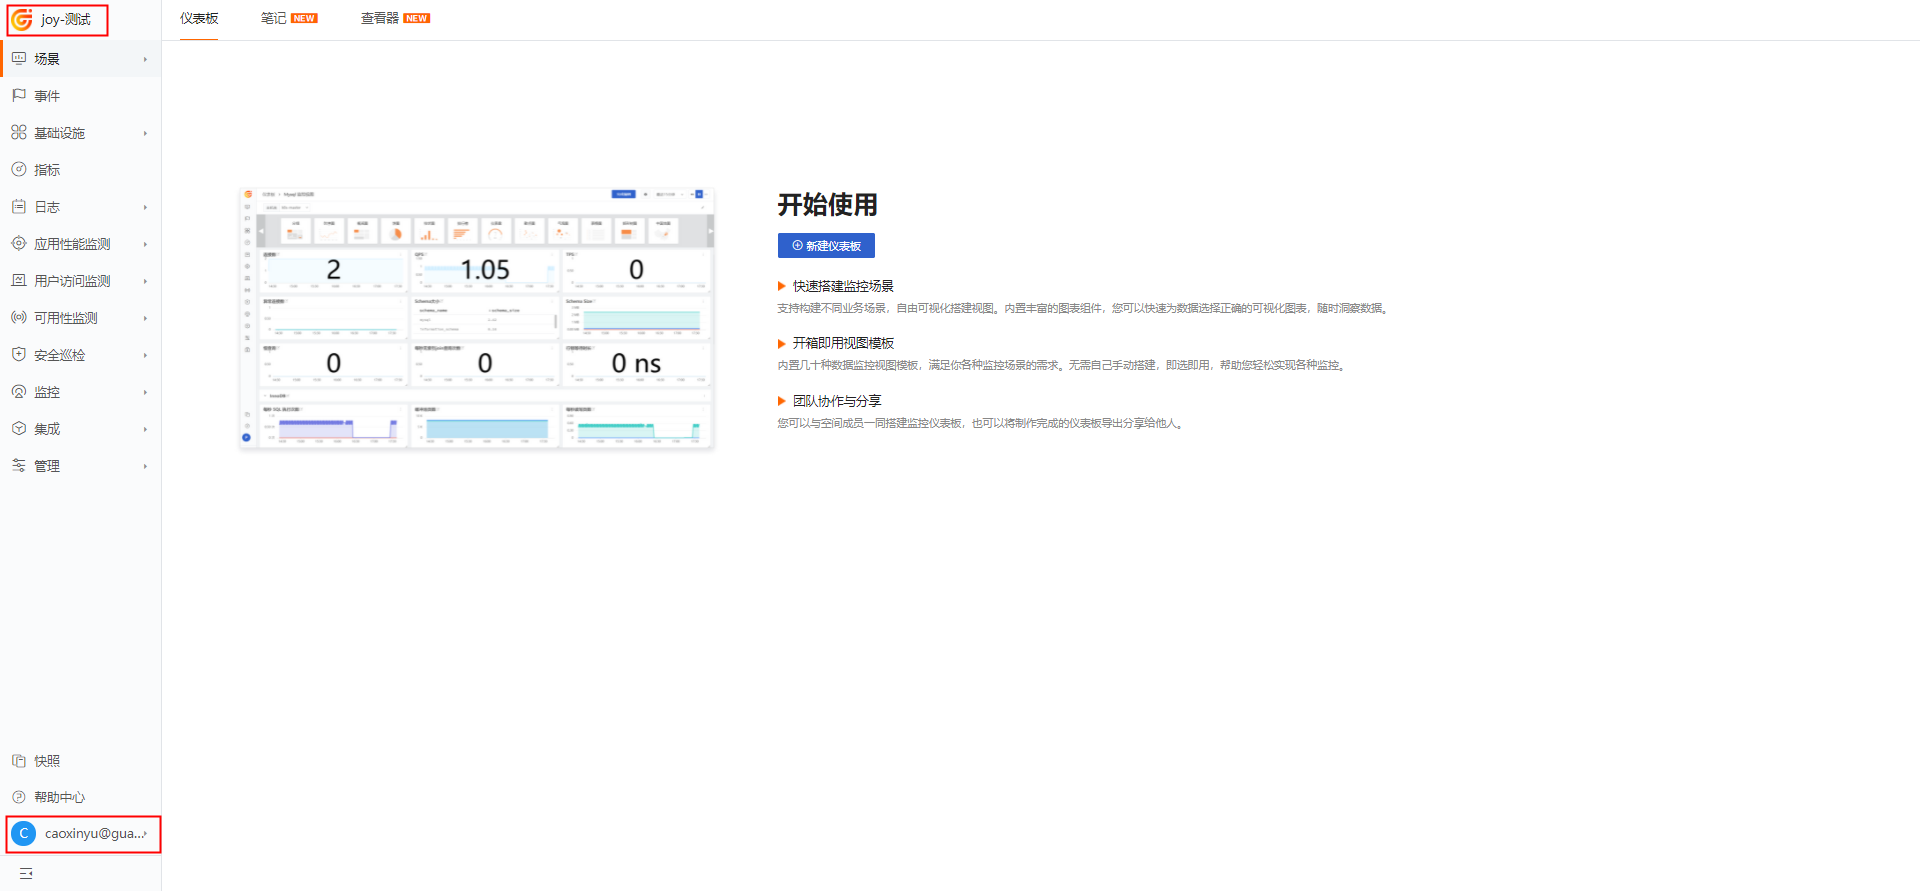 joy-测试
场景
事件
基础设施
指标
日志
应用性能监测
用户访问监测
可用性监测
安全巡检
监控
集成
管理
快照
帮助中心
C caoxinyu@gua...
仪表板 笔记 NEW 查看器 NEW
2 1.05 0
0 0 0 ns
开始使用
新建仪表板
快速搭建监控场景
支持构建不同业务场景，自由可视化搭建视图。内置丰富的图表组件，您可以快速为数据选择正确的可视化图表，随时洞察数据。
开箱即用视图模板
内置几十种数据监控视图模板，满足你各种监控场景的需求。无需自己手动搭建，即选即用，帮助您轻松实现各种监控。
团队协作与分享
您可以与空间成员一同搭建监控仪表板，也可以将制作完成的仪表板导出分享给他人。